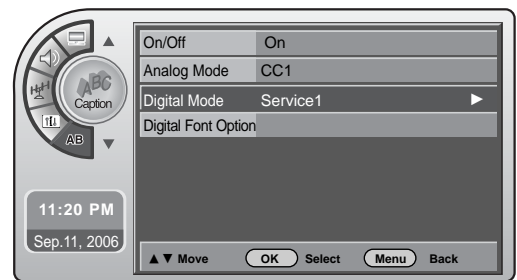 ABC
Caption
AB
11:20 PM
Sep.11, 2006
On/Off On
Analog Mode CC1
Digital Mode Service1 ►
Digital Font Option
▲▼ Move OK Select Menu Back